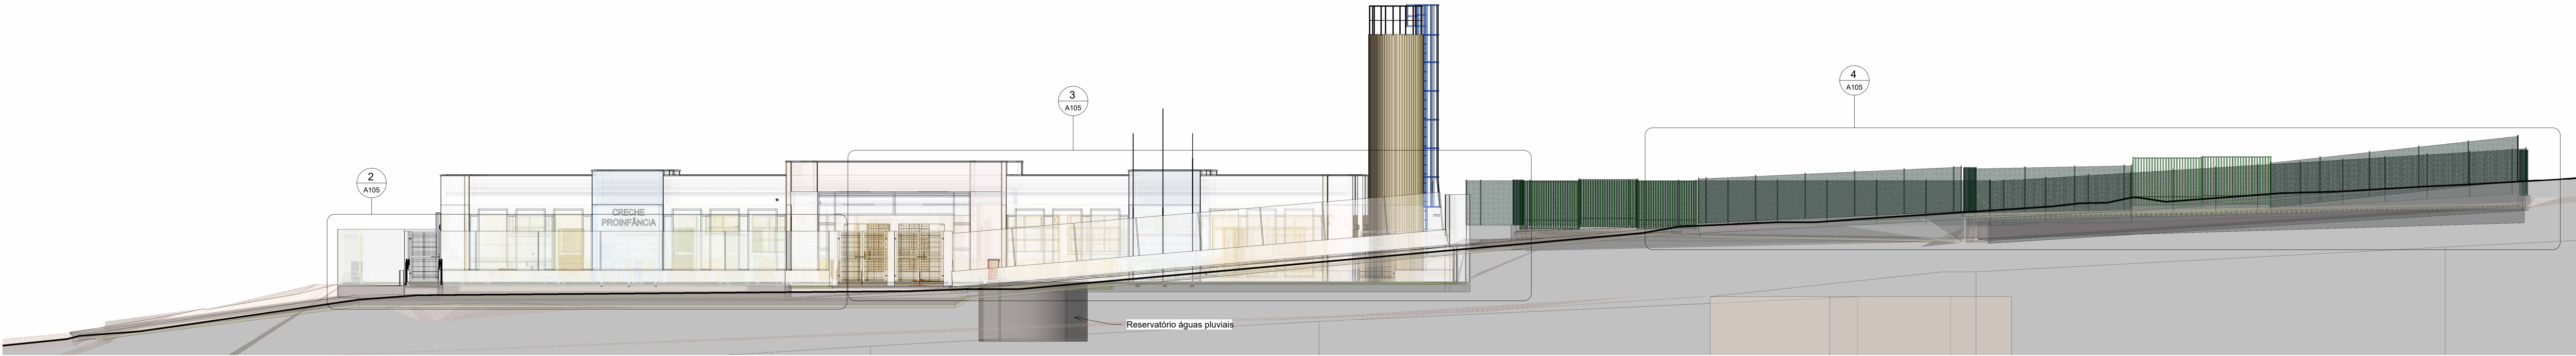 4
A105
3
A105
2
A105
CRECHE
PROINFÂNCIA
Reservatório águas pluviais